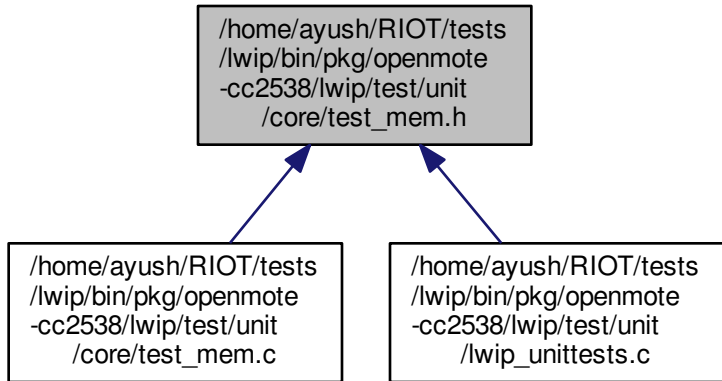 /home/ayush/RIOT/tests
/lwip/bin/pkg/openmote
-cc2538/lwip/test/unit
/core/test_mem.h
/home/ayush/RIOT/tests
/lwip/bin/pkg/openmote
-cc2538/lwip/test/unit
/core/test_mem.c
/home/ayush/RIOT/tests
/lwip/bin/pkg/openmote
-cc2538/lwip/test/unit
/lwip_unittests.c